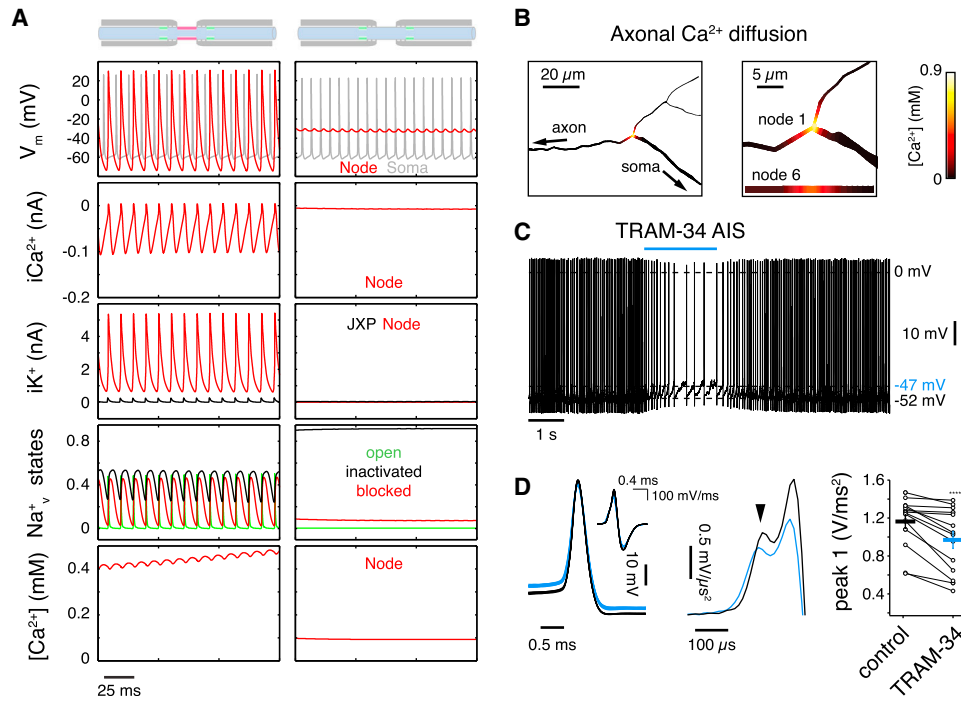 A
V_m (mV)
20
0
-20
-40
-60
Node Soma
iCa²⁺ (nA)
0
-0.1
-0.2
Node
iK⁺ (nA)
4
2
0
JXP Node
Na⁺ᵥ states
0.8
0.4
0
open
inactivated
blocked
[Ca²⁺] (mM)
0.4
0.2
0
Node
25 ms
B
Axonal Ca²⁺ diffusion
20 µm
axon
soma
5 µm
node 1
node 6
0.9
0
[Ca²⁺] (mM)
C
TRAM-34 AIS
0 mV
10 mV
-47 mV
-52 mV
1 s
D
0.4 ms
100 mV/ms
10 mV
0.5 ms
0.5 mV/µs²
100 µs
peak 1 (V/ms²)
1.6
1.2
0.8
0.4
****
control
TRAM-34